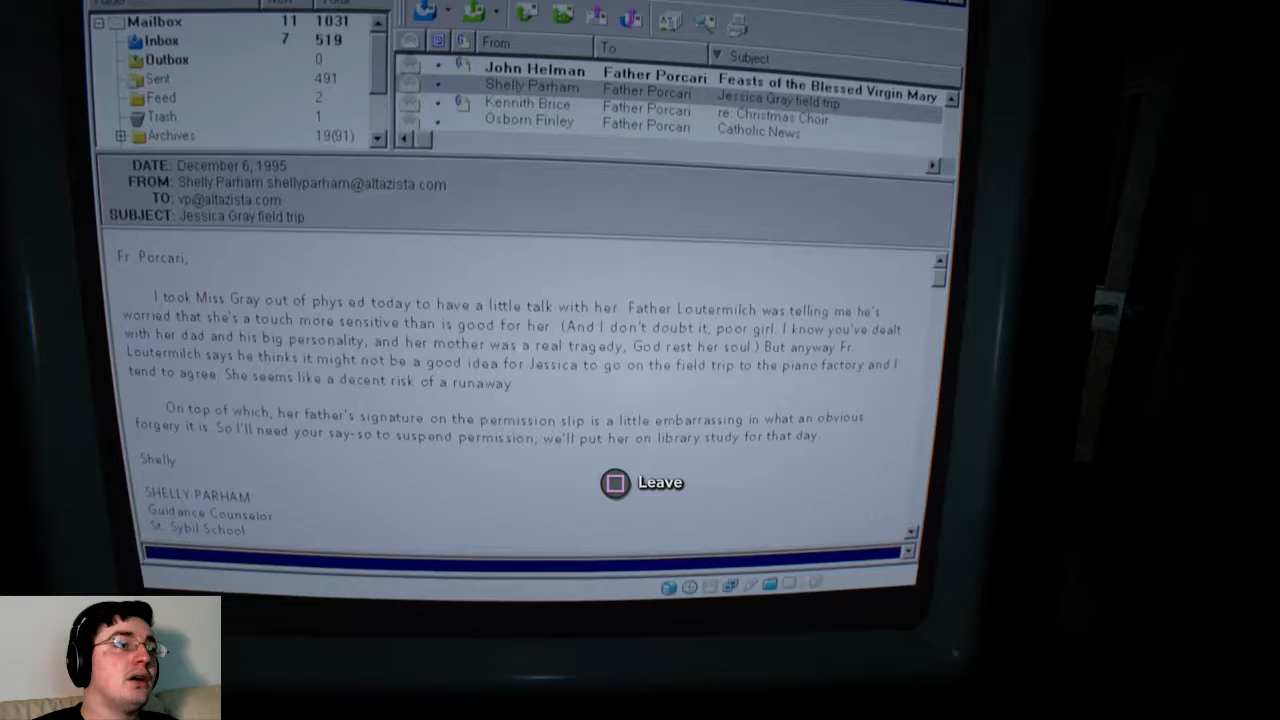 Mailbox 11 1031
Inbox 7 519
Outbox 0
Sent 491
Feed 2
Trash 1
Archives 19(91)
From To Subject
John Helman Father Porcari Feasts of the Blessed Virgin Mary
Shelly Parham Father Porcari Jessica Gray field trip
Kennith Brice Father Porcari re: Christmas Choir
Osborn Finley Father Porcari Catholic News
DATE: December 6, 1995
FROM: Shelly Parham shellyparham@altazista.com
TO: vp@altazista.com
SUBJECT: Jessica Gray field trip
Fr. Porcari,
I took Miss Gray out of phys ed today to have a little talk with her. Father Loutermilch was telling me he's
worried that she's a touch more sensitive than is good for her. (And I don't doubt it, poor girl. I know you've dealt
with her dad and his big personality, and her mother was a real tragedy, God rest her soul.) But anyway Fr.
Loutermilch says he thinks it might not be a good idea for Jessica to go on the field trip to the piano factory and I
tend to agree. She seems like a decent risk of a runaway
On top of which, her father's signature on the permission slip is a little embarrassing in what an obvious
forgery it is. So I'll need your say-so to suspend permission; we'll put her on library study for that day.
Shelly
Leave
SHELLY PARHAM
Guidance Counselor
St. Sybil School